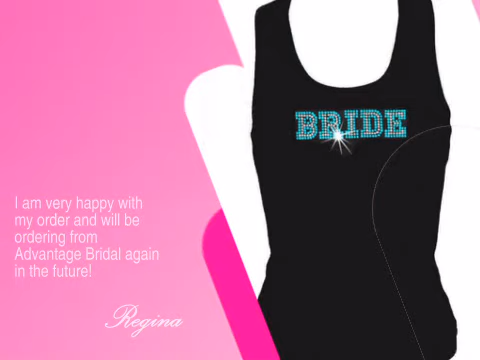 BRIDE
I am very happy with
my order and will be
ordering from
Advantage Bridal again
in the future!
Regina